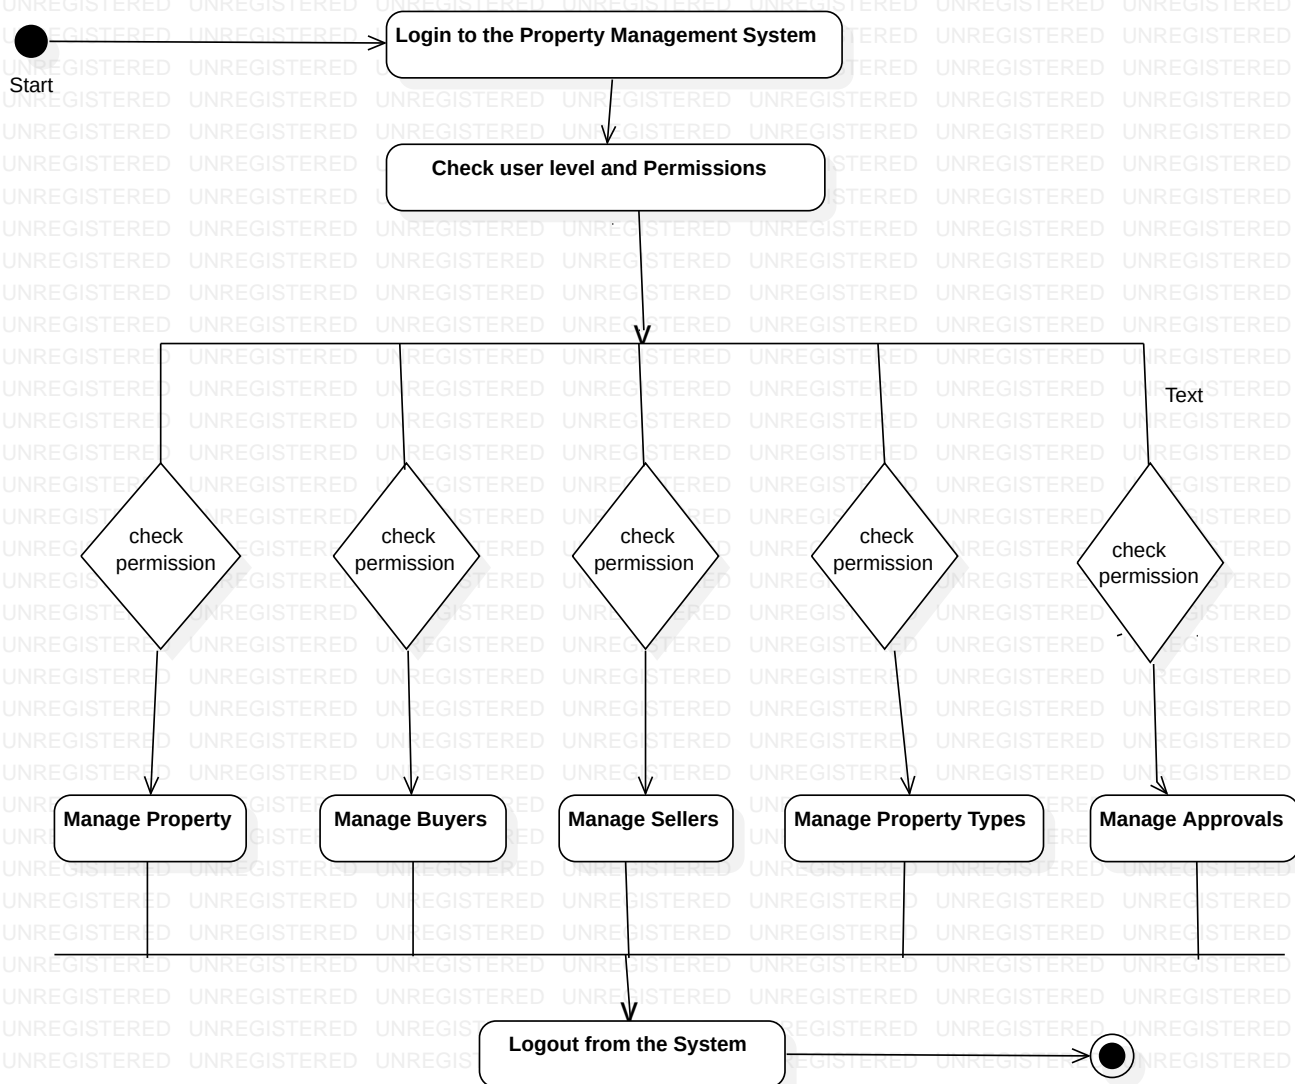 Login to the Property Management System
Start
Check user level and Permissions
Text
check
permission
check
permission
check
permission
check
permission
check
permission
Manage Property
Manage Buyers
Manage Sellers
Manage Property Types
Manage Approvals
Logout from the System
UNREGISTERED